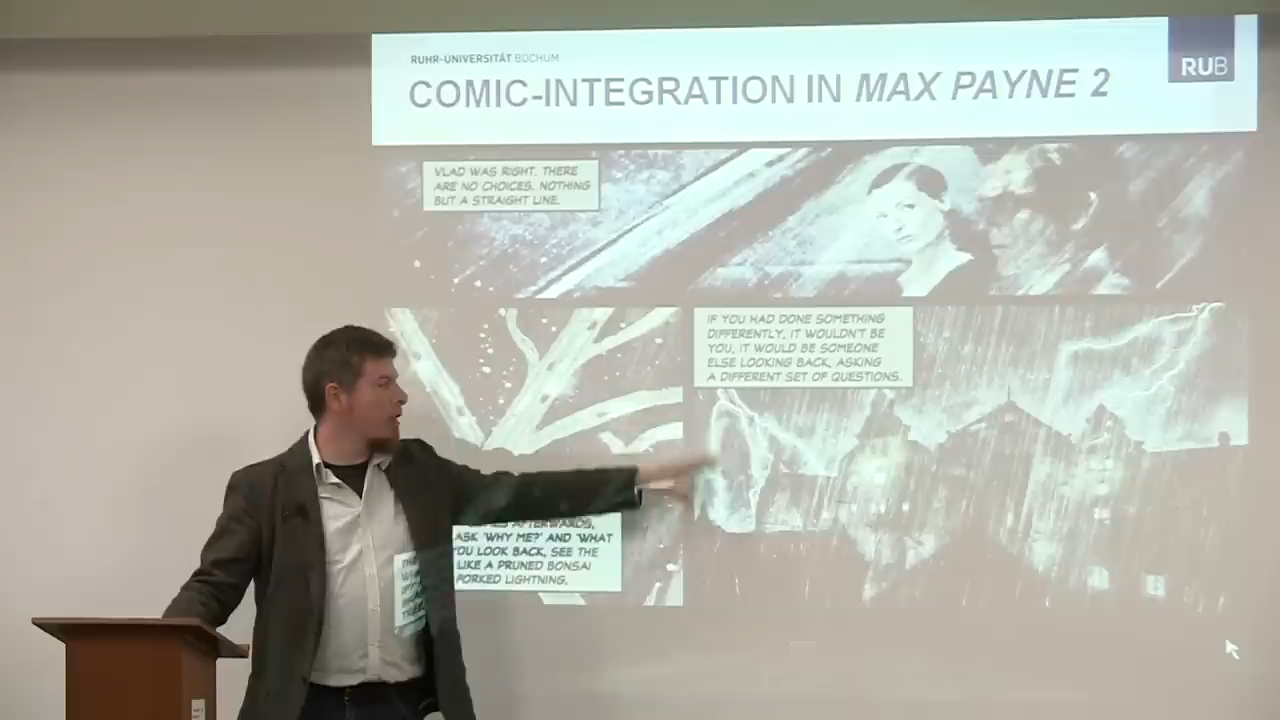 RUHR-UNIVERSITÄT BOCHUM
RUB
COMIC-INTEGRATION IN MAX PAYNE 2
VLAD WAS RIGHT. THERE
ARE NO CHOICES. NOTHING
BUT A STRAIGHT LINE.
IF YOU HAD DONE SOMETHING
DIFFERENTLY, IT WOULDN'T BE
YOU, IT WOULD BE SOMEONE
ELSE LOOKING BACK, ASKING
A DIFFERENT SET OF QUESTIONS.
AFTERWARDS,
ASK 'WHY ME?' AND 'WHAT
YOU LOOK BACK, SEE THE
LIKE A PRUNED BONSAI
FORKED LIGHTNING.